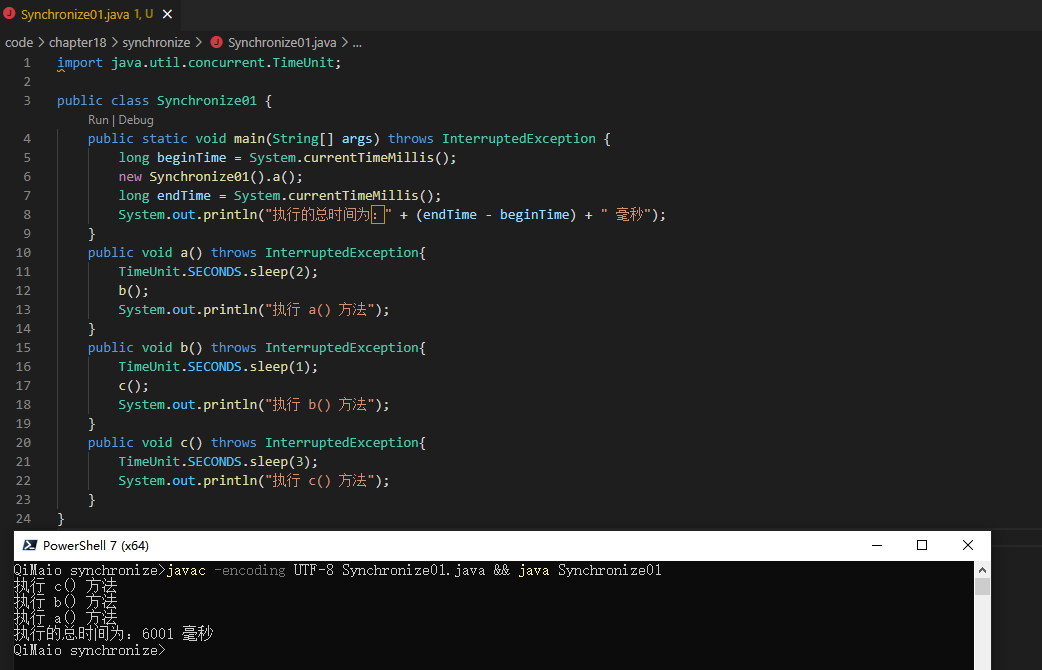 Synchronize01.java 1, U
code > chapter18 > synchronize > Synchronize01.java > ...
1 import java.util.concurrent.TimeUnit;
2
3 public class Synchronize01 {
Run | Debug
4 public static void main(String[] args) throws InterruptedException {
5 long beginTime = System.currentTimeMillis();
6 new Synchronize01().a();
7 long endTime = System.currentTimeMillis();
8 System.out.println("执行的总时间为：" + (endTime - beginTime) + " 毫秒");
9 }
10 public void a() throws InterruptedException{
11 TimeUnit.SECONDS.sleep(2);
12 b();
13 System.out.println("执行 a() 方法");
14 }
15 public void b() throws InterruptedException{
16 TimeUnit.SECONDS.sleep(1);
17 c();
18 System.out.println("执行 b() 方法");
19 }
20 public void c() throws InterruptedException{
21 TimeUnit.SECONDS.sleep(3);
22 System.out.println("执行 c() 方法");
23 }
24 }
PowerShell 7 (x64)
QiMaio synchronize>javac -encoding UTF-8 Synchronize01.java && java Synchronize01
执行 c() 方法
执行 b() 方法
执行 a() 方法
执行的总时间为：6001 毫秒
QiMaio synchronize>